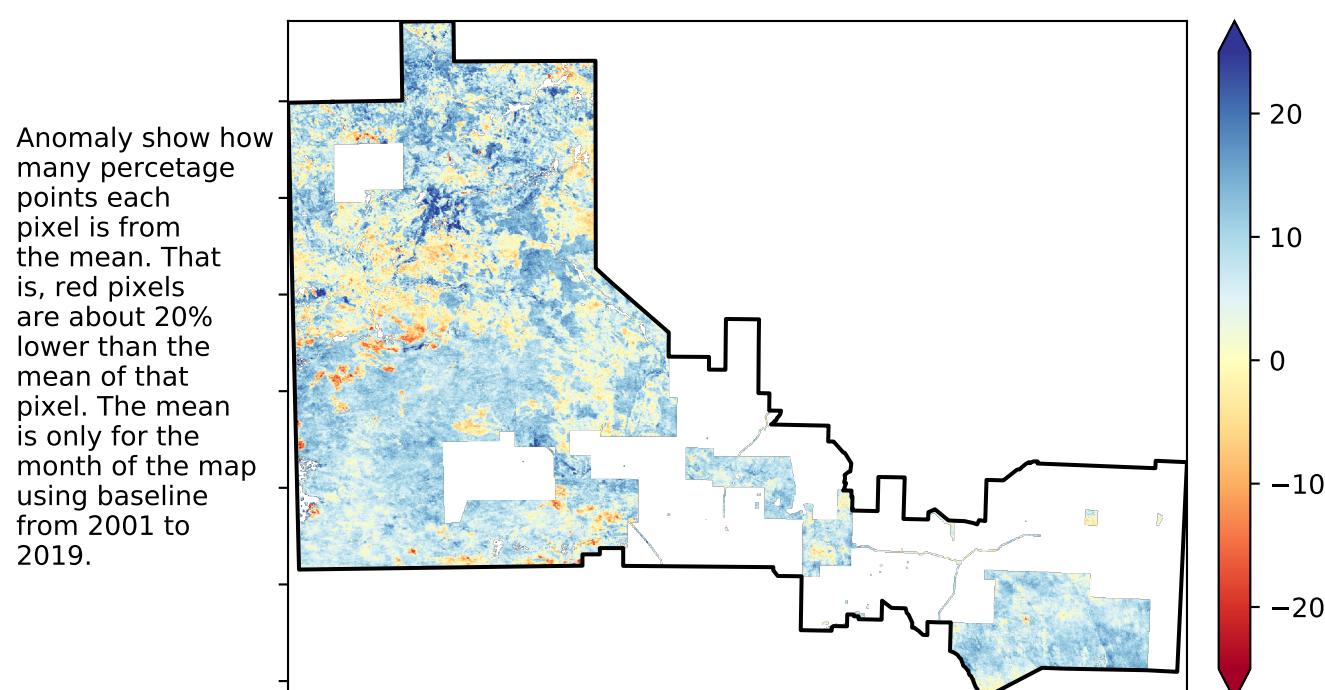 Anomaly show how
many percetage
points each
pixel is from
the mean. That
is, red pixels
are about 20%
lower than the
mean of that
pixel. The mean
is only for the
month of the map
using baseline
from 2001 to
2019.
20
10
0
−10
−20